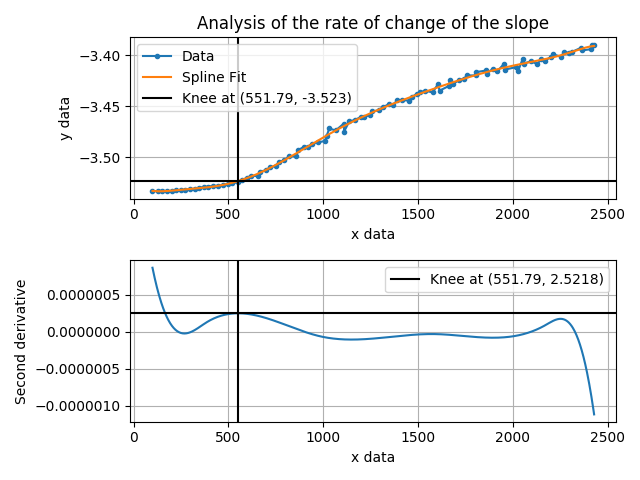 Analysis of the rate of change of the slope
y data
−3.40
−3.45
−3.50
Data
Spline Fit
Knee at (551.79, -3.523)
0
500
1000
1500
2000
2500
x data
Second derivative
0.0000005
0.0000000
−0.0000005
−0.0000010
Knee at (551.79, 2.5218)
0
500
1000
1500
2000
2500
x data